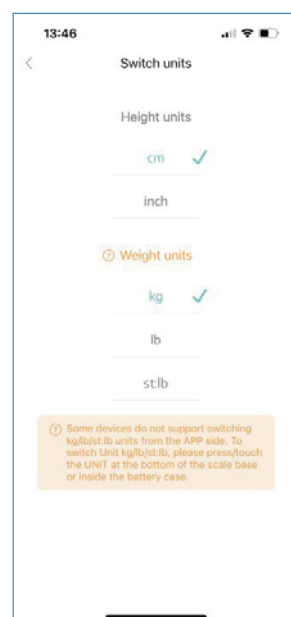 13:46
Switch units
Height units
cm
inch
Weight units
kg
lb
st:lb
Some devices do not support switching
kg/lb/st:lb units from the APP side. To
switch Unit kg/lb/st:lb, please press/touch
the UNIT at the bottom of the scale base
or inside the battery case.